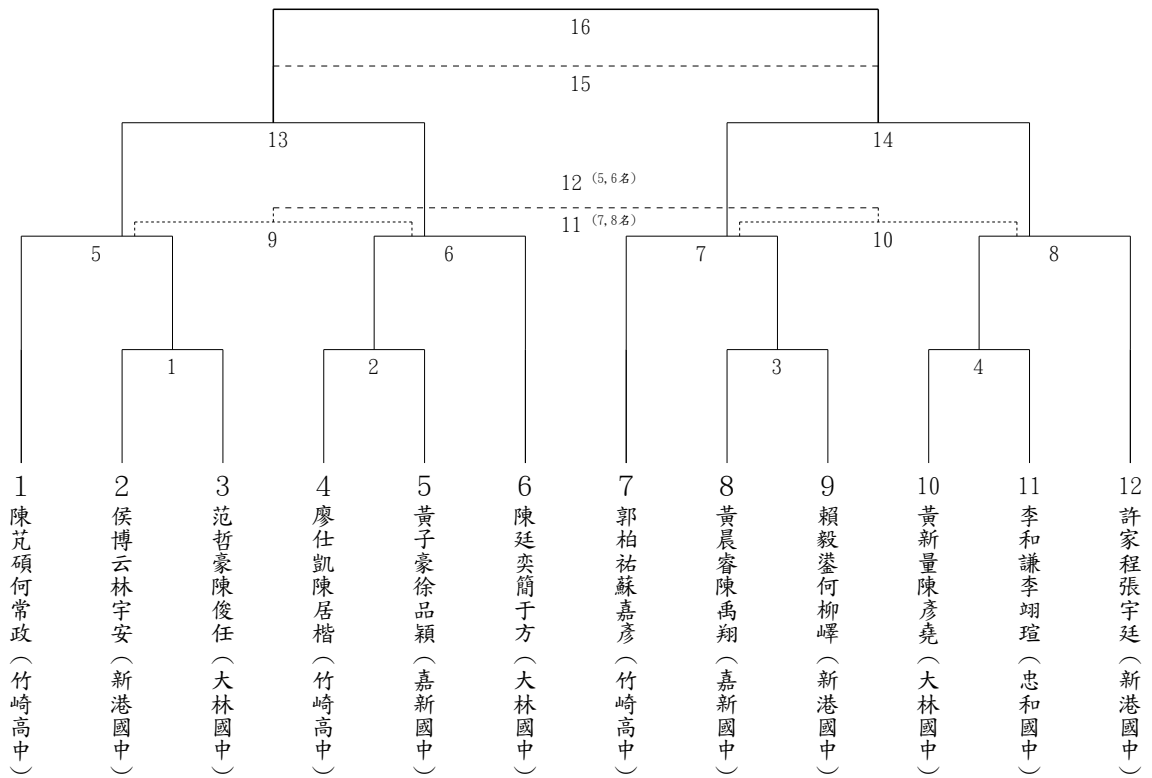 16
15
13
14
12 (5,6名)
11 (7,8名)
9
10
5
6
7
8
1
2
3
4
1
陳芃碩何常政(竹崎高中)
2
侯博云林宇安(新港國中)
3
范哲豪陳俊任(大林國中)
4
廖仕凱陳居楷(竹崎高中)
5
黃子豪徐品穎(嘉新國中)
6
陳廷奕簡于方(大林國中)
7
郭柏祐蘇嘉彥(竹崎高中)
8
黃晨睿陳禹翔(嘉新國中)
9
賴毅鎏何柳嶧(新港國中)
10
黃新量陳彥堯(大林國中)
11
李和謙李翊瑄(忠和國中)
12
許家程張宇廷(新港國中)